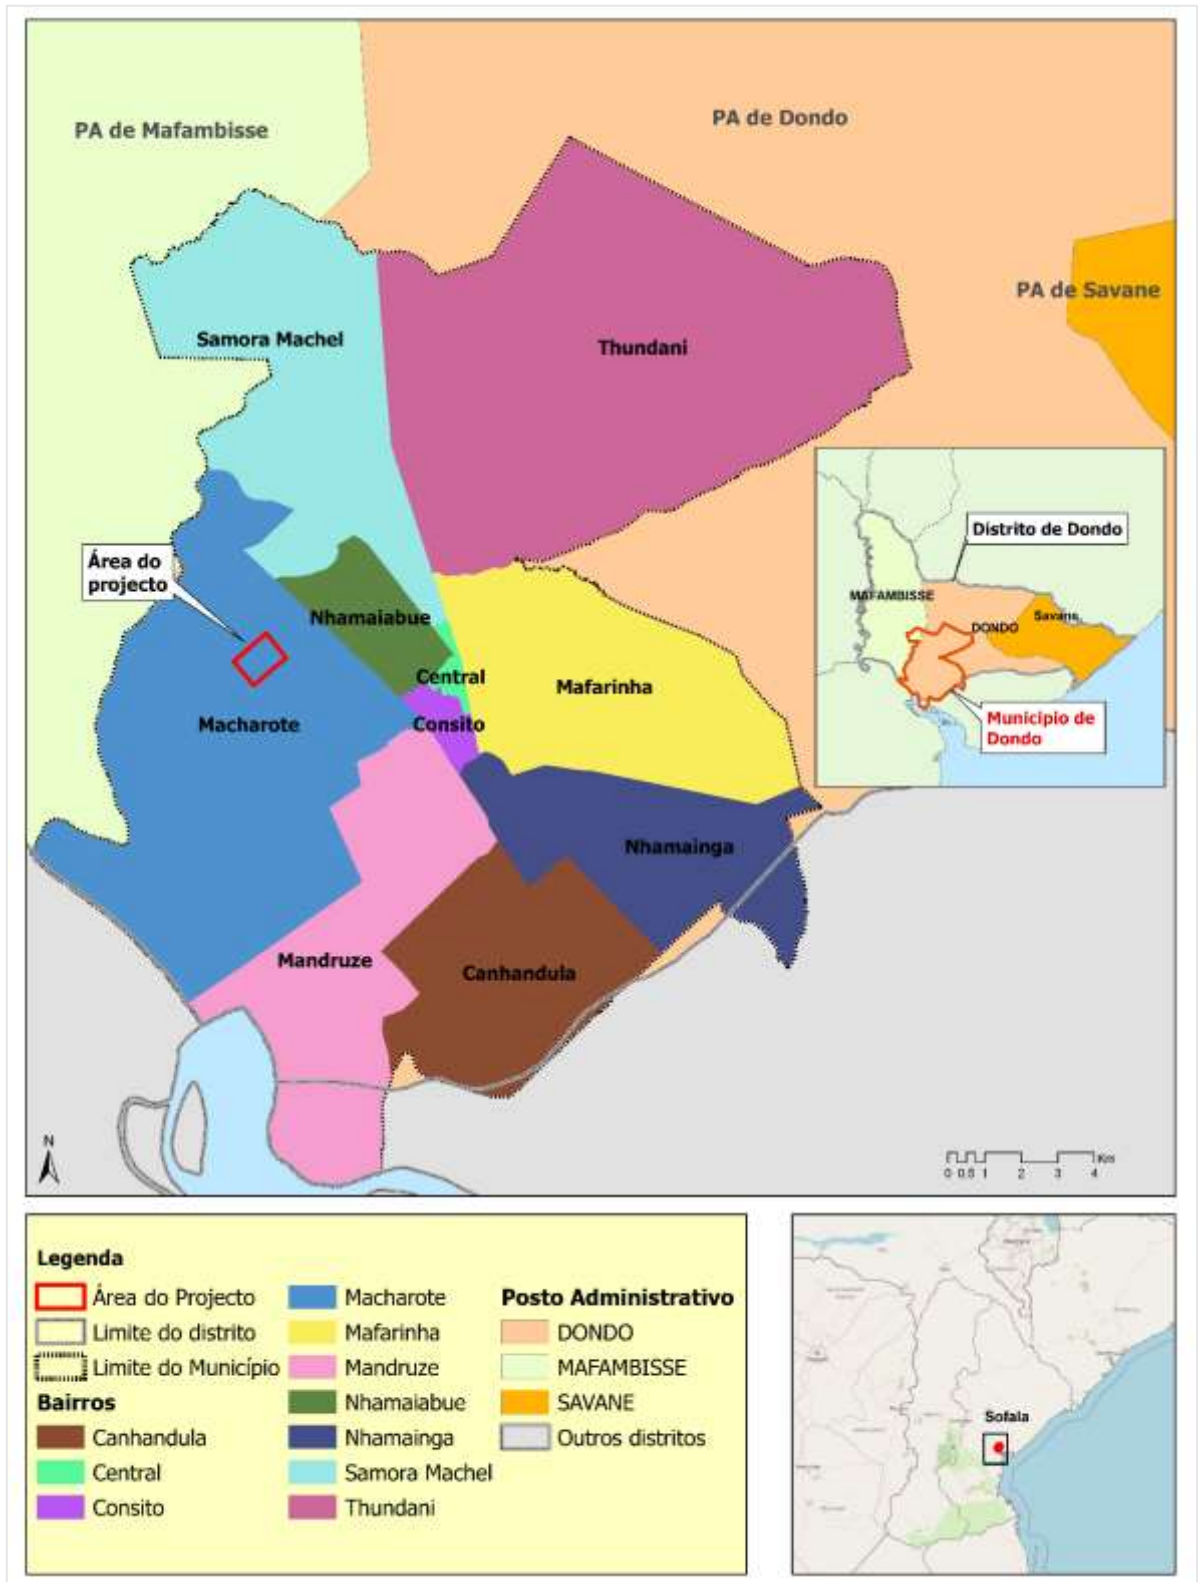 PA de Mafambisse
PA de Dondo
PA de Savane
Samora Machel
Thundani
Área do
projecto
Nhamaiabue
Central
Mafarinha
Macharote
Consito
Nhamainga
Mandruze
Canhandula
Distrito de Dondo
MAFAMBISSE
DONDO
Savane
Municipio de
Dondo
N
Km
0 0.5 1 2 3 4
Legenda
Área do Projecto
Limite do distrito
Limite do Município
Bairros
Canhandula
Central
Consito
Macharote
Mafarinha
Mandruze
Nhamaiabue
Nhamainga
Samora Machel
Thundani
Posto Administrativo
DONDO
MAFAMBISSE
SAVANE
Outros distritos
Sofala